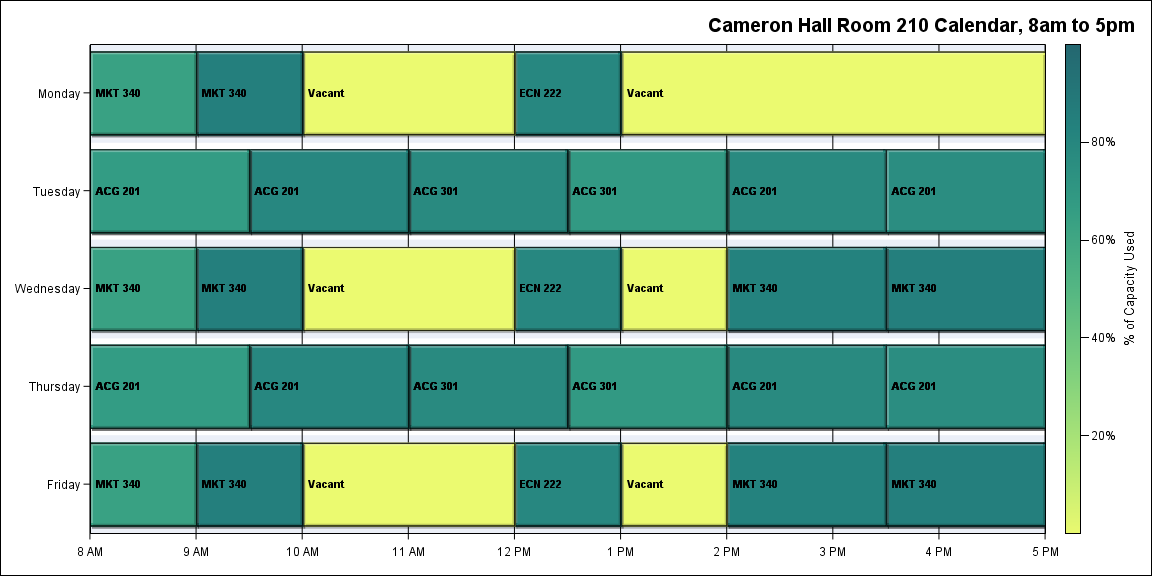 Cameron Hall Room 210 Calendar, 8am to 5pm
Monday
MKT 340
MKT 340
Vacant
ECN 222
Vacant
Tuesday
ACG 201
ACG 201
ACG 301
ACG 301
ACG 201
ACG 201
Wednesday
MKT 340
MKT 340
Vacant
ECN 222
Vacant
MKT 340
MKT 340
Thursday
ACG 201
ACG 201
ACG 301
ACG 301
ACG 201
ACG 201
Friday
MKT 340
MKT 340
Vacant
ECN 222
Vacant
MKT 340
MKT 340
8 AM
9 AM
10 AM
11 AM
12 PM
1 PM
2 PM
3 PM
4 PM
5 PM
80%
60%
40%
20%
% of Capacity Used